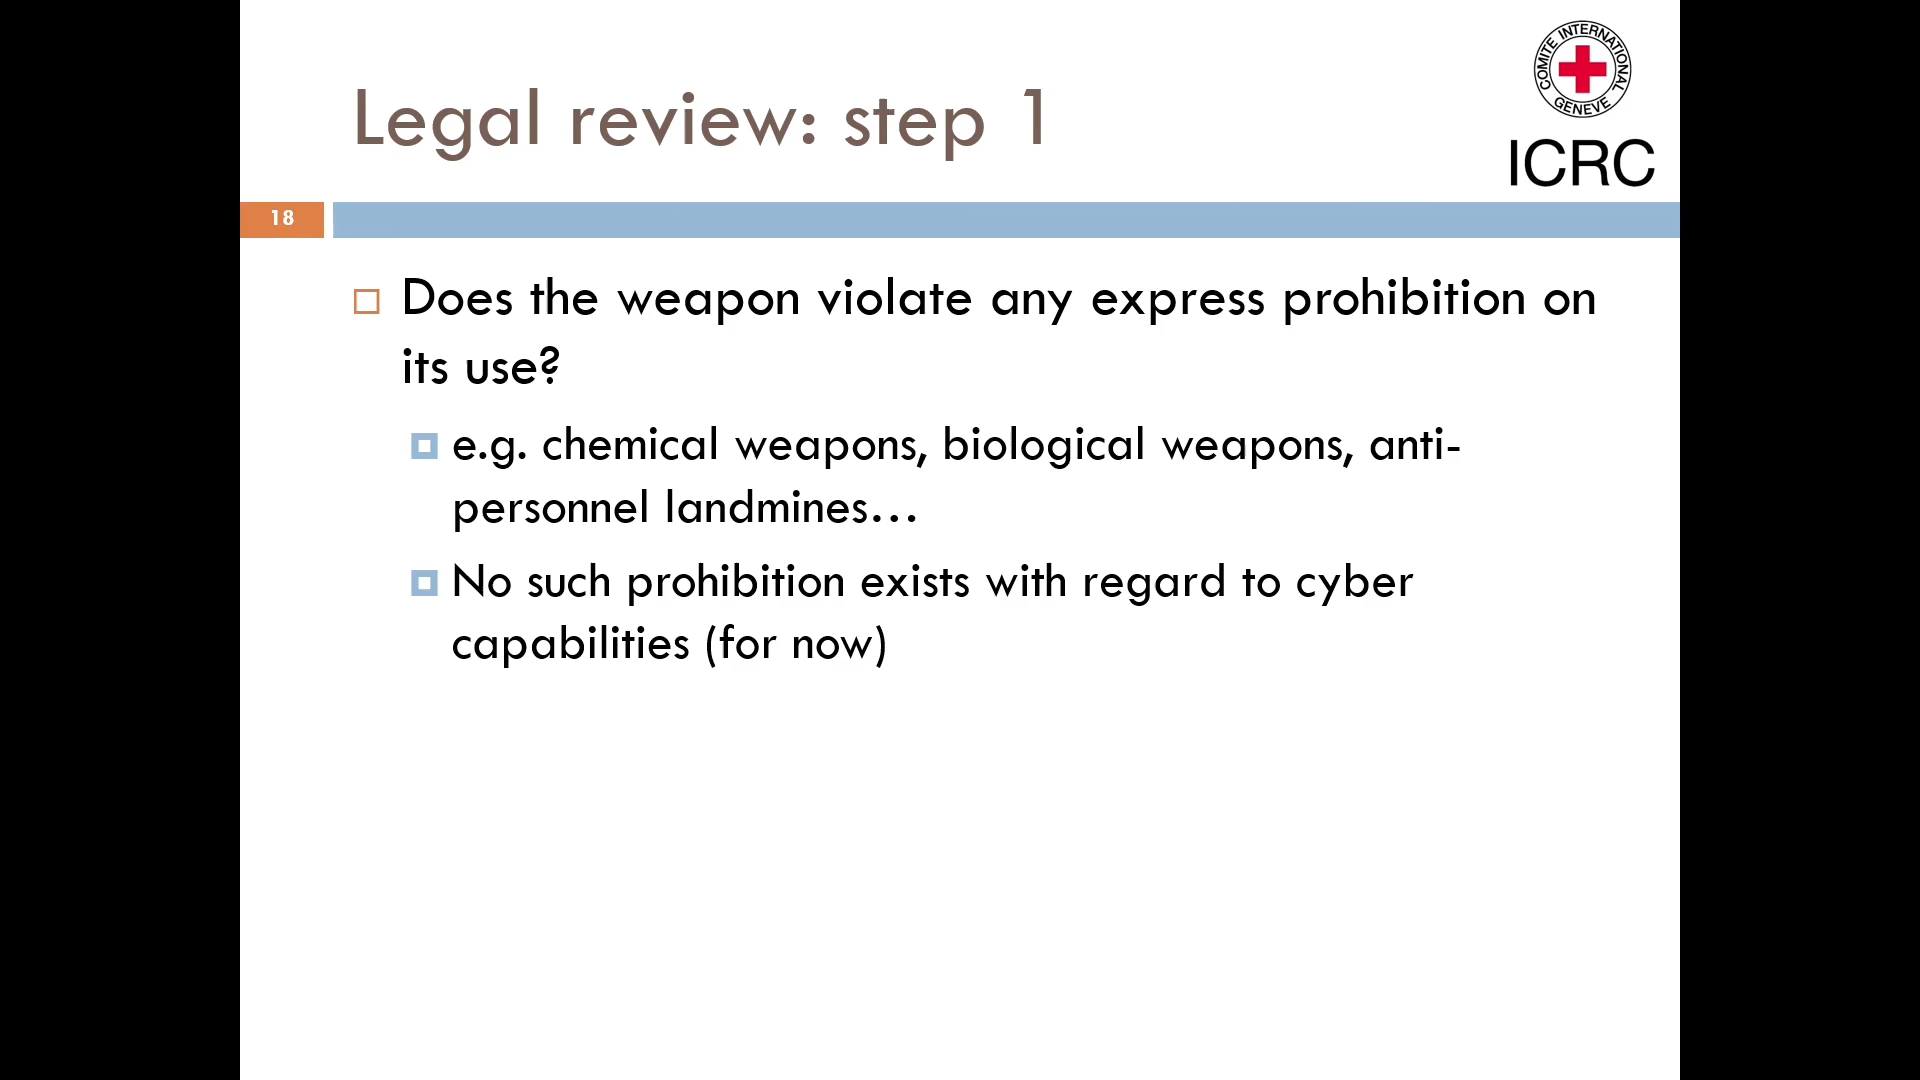 Legal review: step 1
COMITE INTERNATIONAL
GENEVE
ICRC
18
Does the weapon violate any express prohibition on
its use?
e.g. chemical weapons, biological weapons, anti-
personnel landmines…
No such prohibition exists with regard to cyber
capabilities (for now)